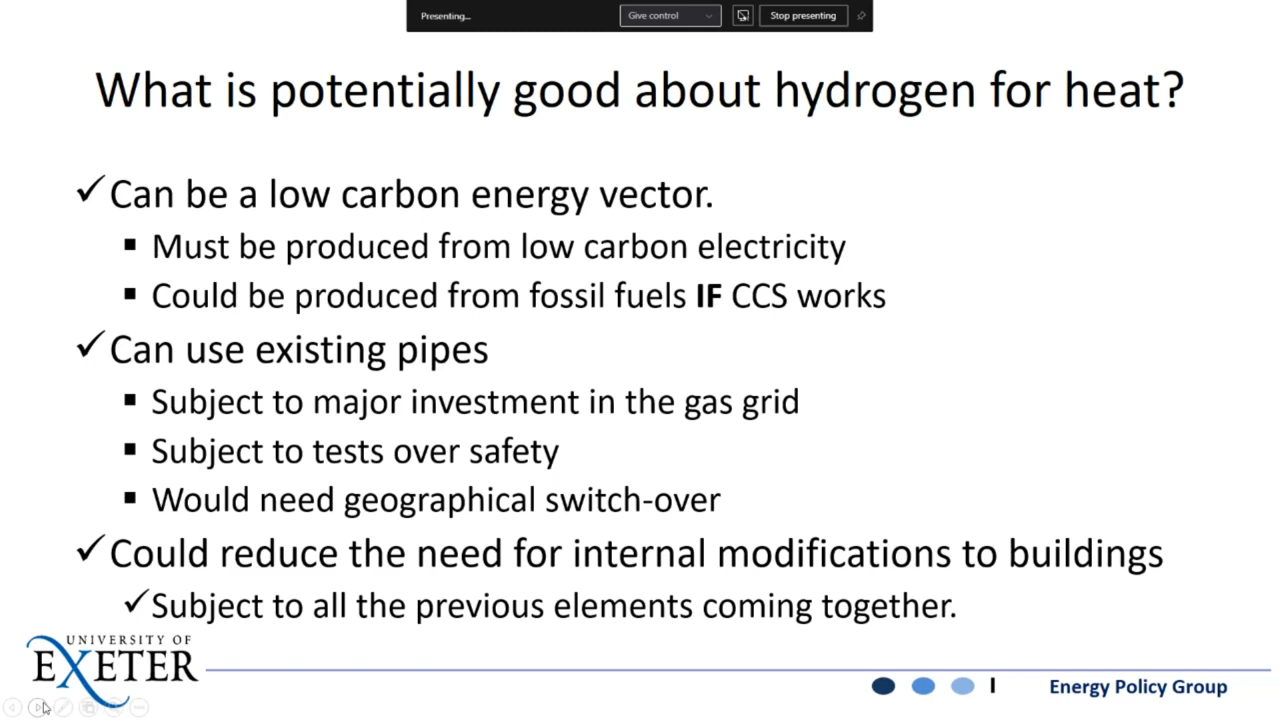 Presenting...
Give control
Stop presenting
What is potentially good about hydrogen for heat?
Can be a low carbon energy vector.
Must be produced from low carbon electricity
Could be produced from fossil fuels IF CCS works
Can use existing pipes
Subject to major investment in the gas grid
Subject to tests over safety
Would need geographical switch-over
Could reduce the need for internal modifications to buildings
Subject to all the previous elements coming together.
UNIVERSITY OF
EXETER
Energy Policy Group